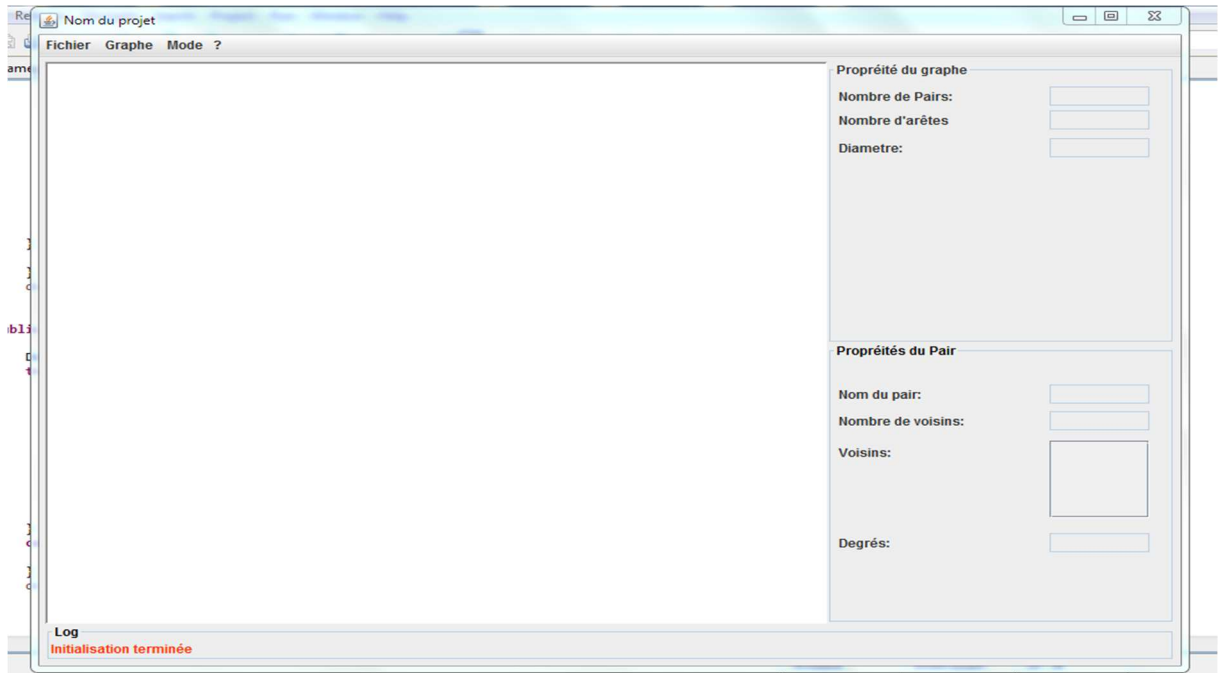 Nom du projet
Fichier Graphe Mode ?
Propréité du graphe
Nombre de Pairs:
Nombre d'arêtes
Diametre:
Propréités du Pair
Nom du pair:
Nombre de voisins:
Voisins:
Degrés:
Log
Initialisation terminée